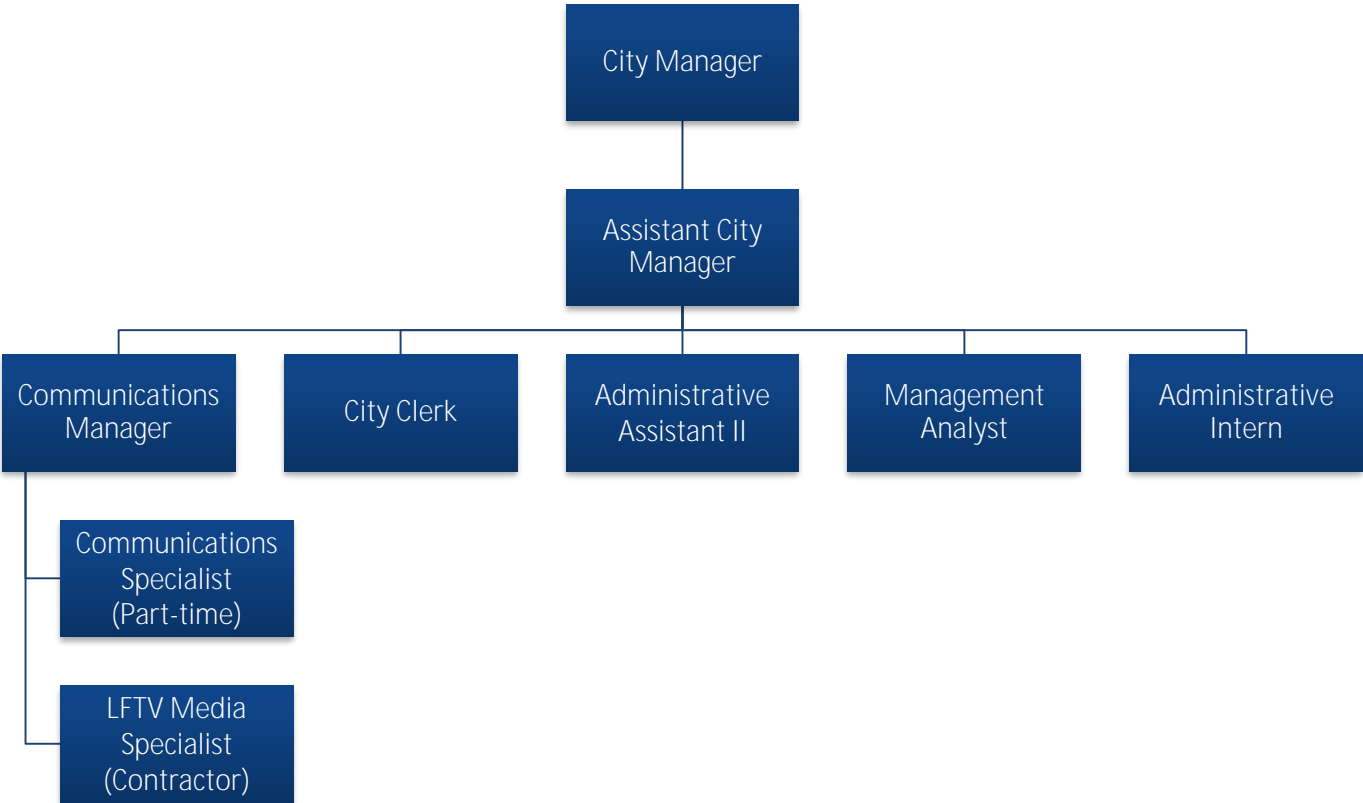 City Manager
Assistant City
Manager
Communications
Manager
City Clerk
Administrative
Assistant II
Management
Analyst
Administrative
Intern
Communications
Specialist
(Part-time)
LFTV Media
Specialist
(Contractor)